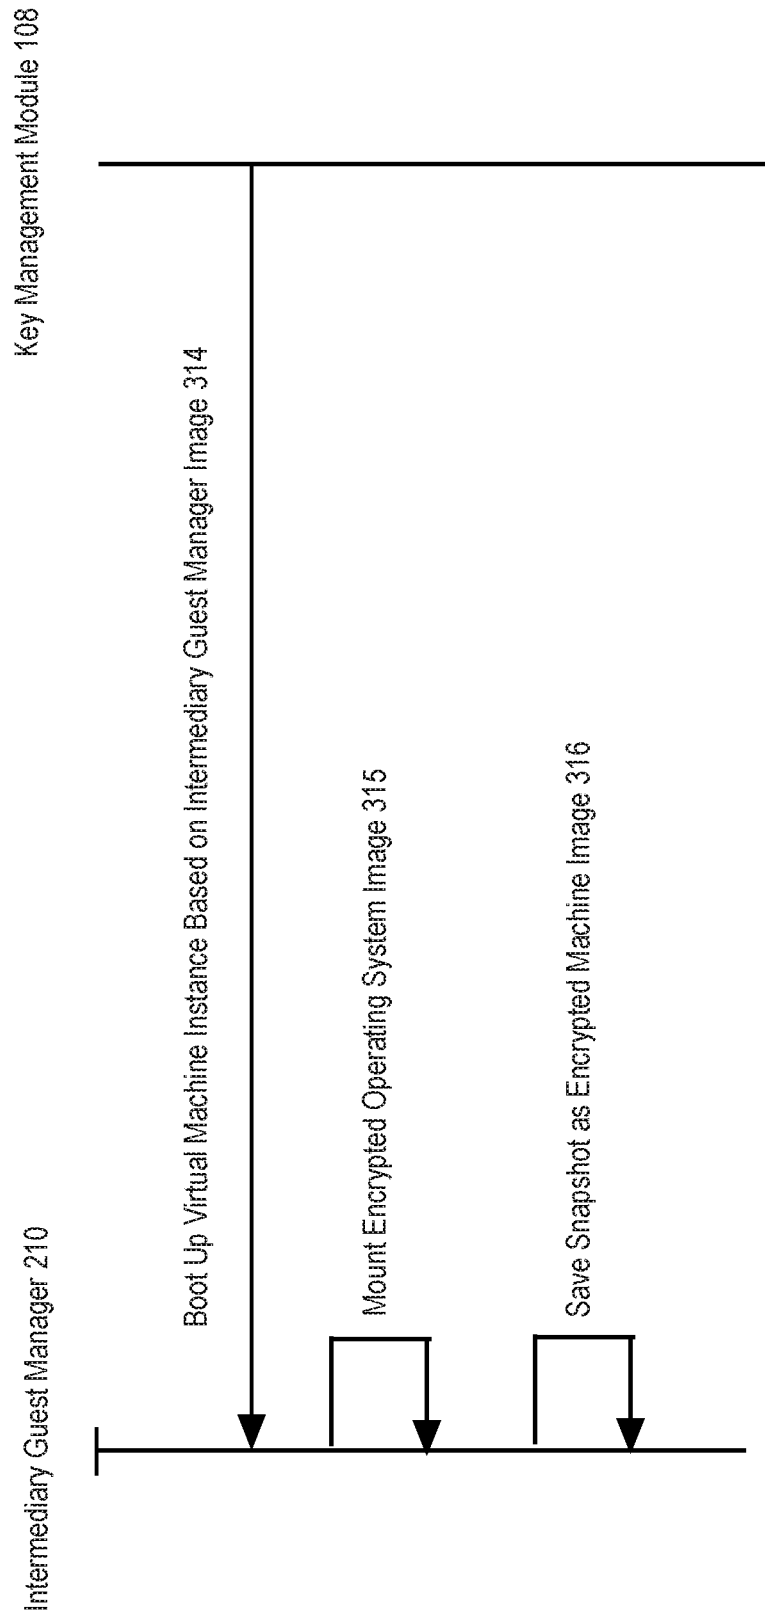 Intermediary Guest Manager 210
Key Management Module 108
Boot Up Virtual Machine Instance Based on Intermediary Guest Manager Image 314
Mount Encrypted Operating System Image 315
Save Snapshot as Encrypted Machine Image 316